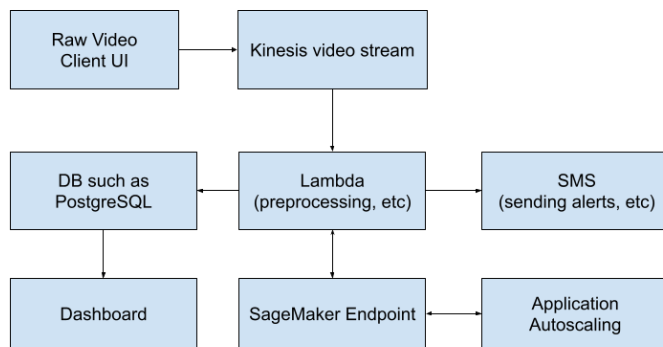 Raw Video
Client UI
Kinesis video stream
DB such as
PostgreSQL
Lambda
(preprocessing, etc)
SMS
(sending alerts, etc)
Dashboard
SageMaker Endpoint
Application
Autoscaling